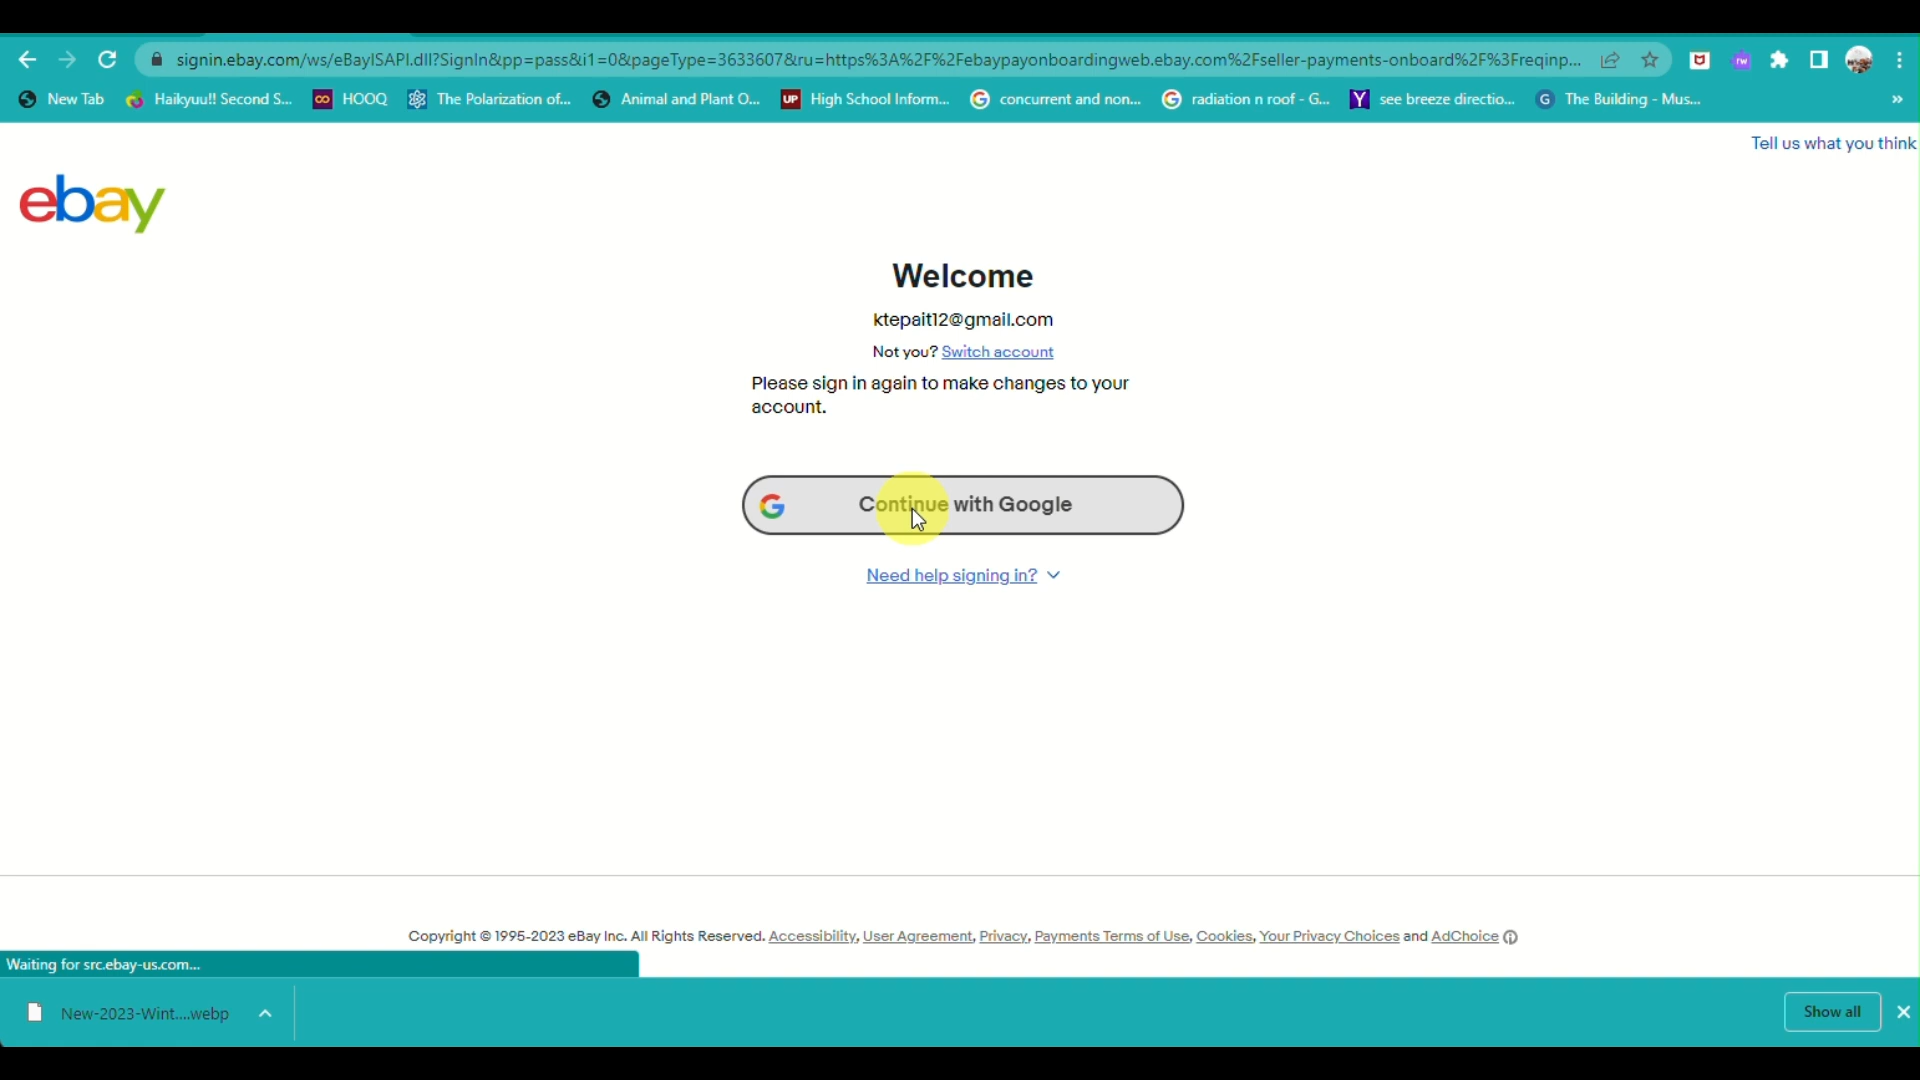 signin.ebay.com/ws/eBayISAPI.dll?SignIn&pp=pass&i1=0&pageType=3633607&ru=https%3A%2F%2Febaypayonboardingweb.ebay.com%2Fseller-payments-onboard%2F%3Freqinp...
New Tab Haikyuu!! Second S... HOOQ The Polarization of... Animal and Plant O... UP High School Inform... concurrent and non... radiation n roof - G... see breeze directio... The Building - Mus... »
Tell us what you think
ebay
Welcome
ktepait12@gmail.com
Not you? Switch account
Please sign in again to make changes to your
account.
Continue with Google
Need help signing in?
Copyright © 1995-2023 eBay Inc. All Rights Reserved. Accessibility, User Agreement, Privacy, Payments Terms of Use, Cookies, Your Privacy Choices and AdChoice
Waiting for src.ebay-us.com...
New-2023-Wint....webp
Show all